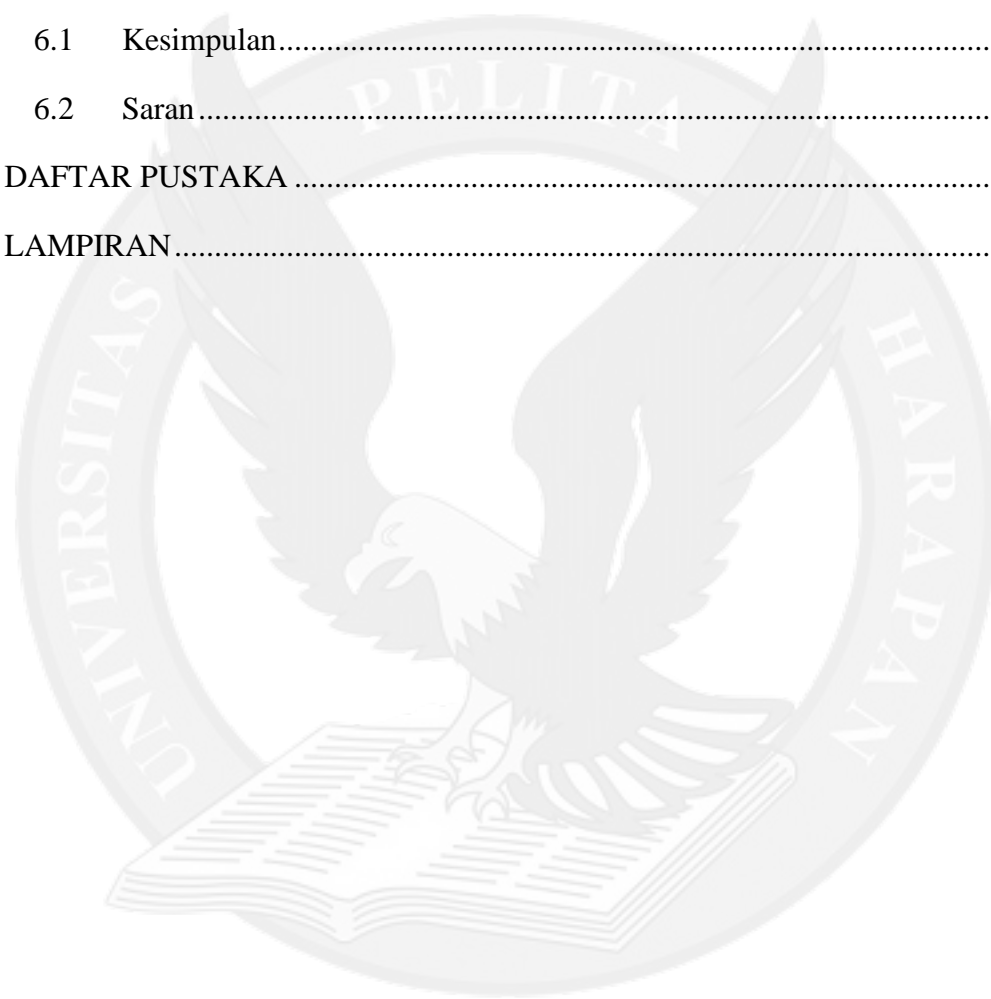 6.1 Kesimpulan........................................................................................
6.2 Saran..................................................................................................
DAFTAR PUSTAKA ......................................................................................
LAMPIRAN.....................................................................................................
UNIVERSITAS PELITA HARAPAN